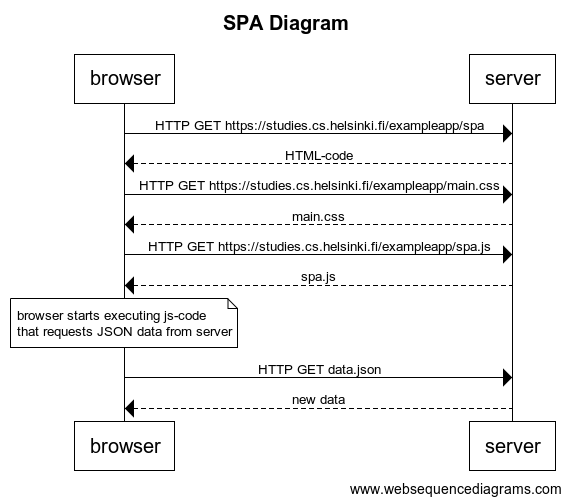 SPA Diagram
browser
server
HTTP GET https://studies.cs.helsinki.fi/exampleapp/spa
HTML-code
HTTP GET https://studies.cs.helsinki.fi/exampleapp/main.css
main.css
HTTP GET https://studies.cs.helsinki.fi/exampleapp/spa.js
spa.js
browser starts executing js-code
that requests JSON data from server
HTTP GET data.json
new data
browser
server
www.websequencediagrams.com